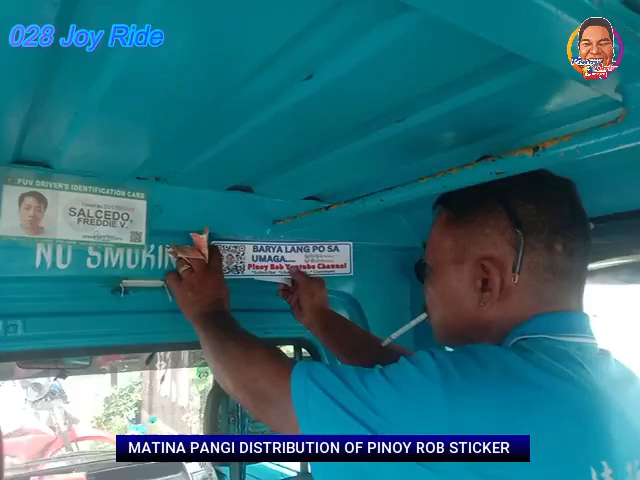 028 Joy Ride
PUV DRIVER'S IDENTIFICATION CARD
SALCEDO,
FREDDIE V.
NO SMOKIN
BARYA LANG PO SA
UMAGA....
Pinoy Rob Youtube Channel
MATINA PANGI DISTRIBUTION OF PINOY ROB STICKER